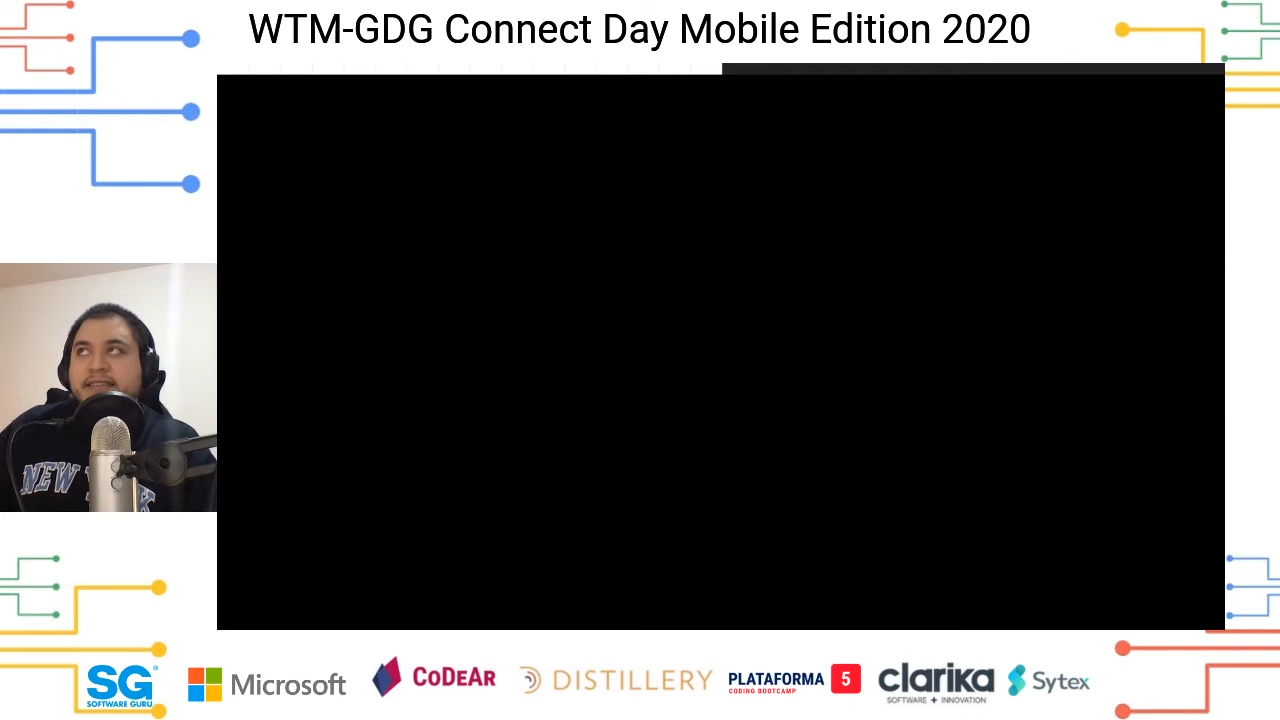 WTM-GDG Connect Day Mobile Edition 2020
NEW
SG
SOFTWARE GURU
Microsoft
CoDeAr
DISTILLERY
PLATAFORMA 5
CODING BOOTCAMP
clarika
SOFTWARE + INNOVATION
Sytex